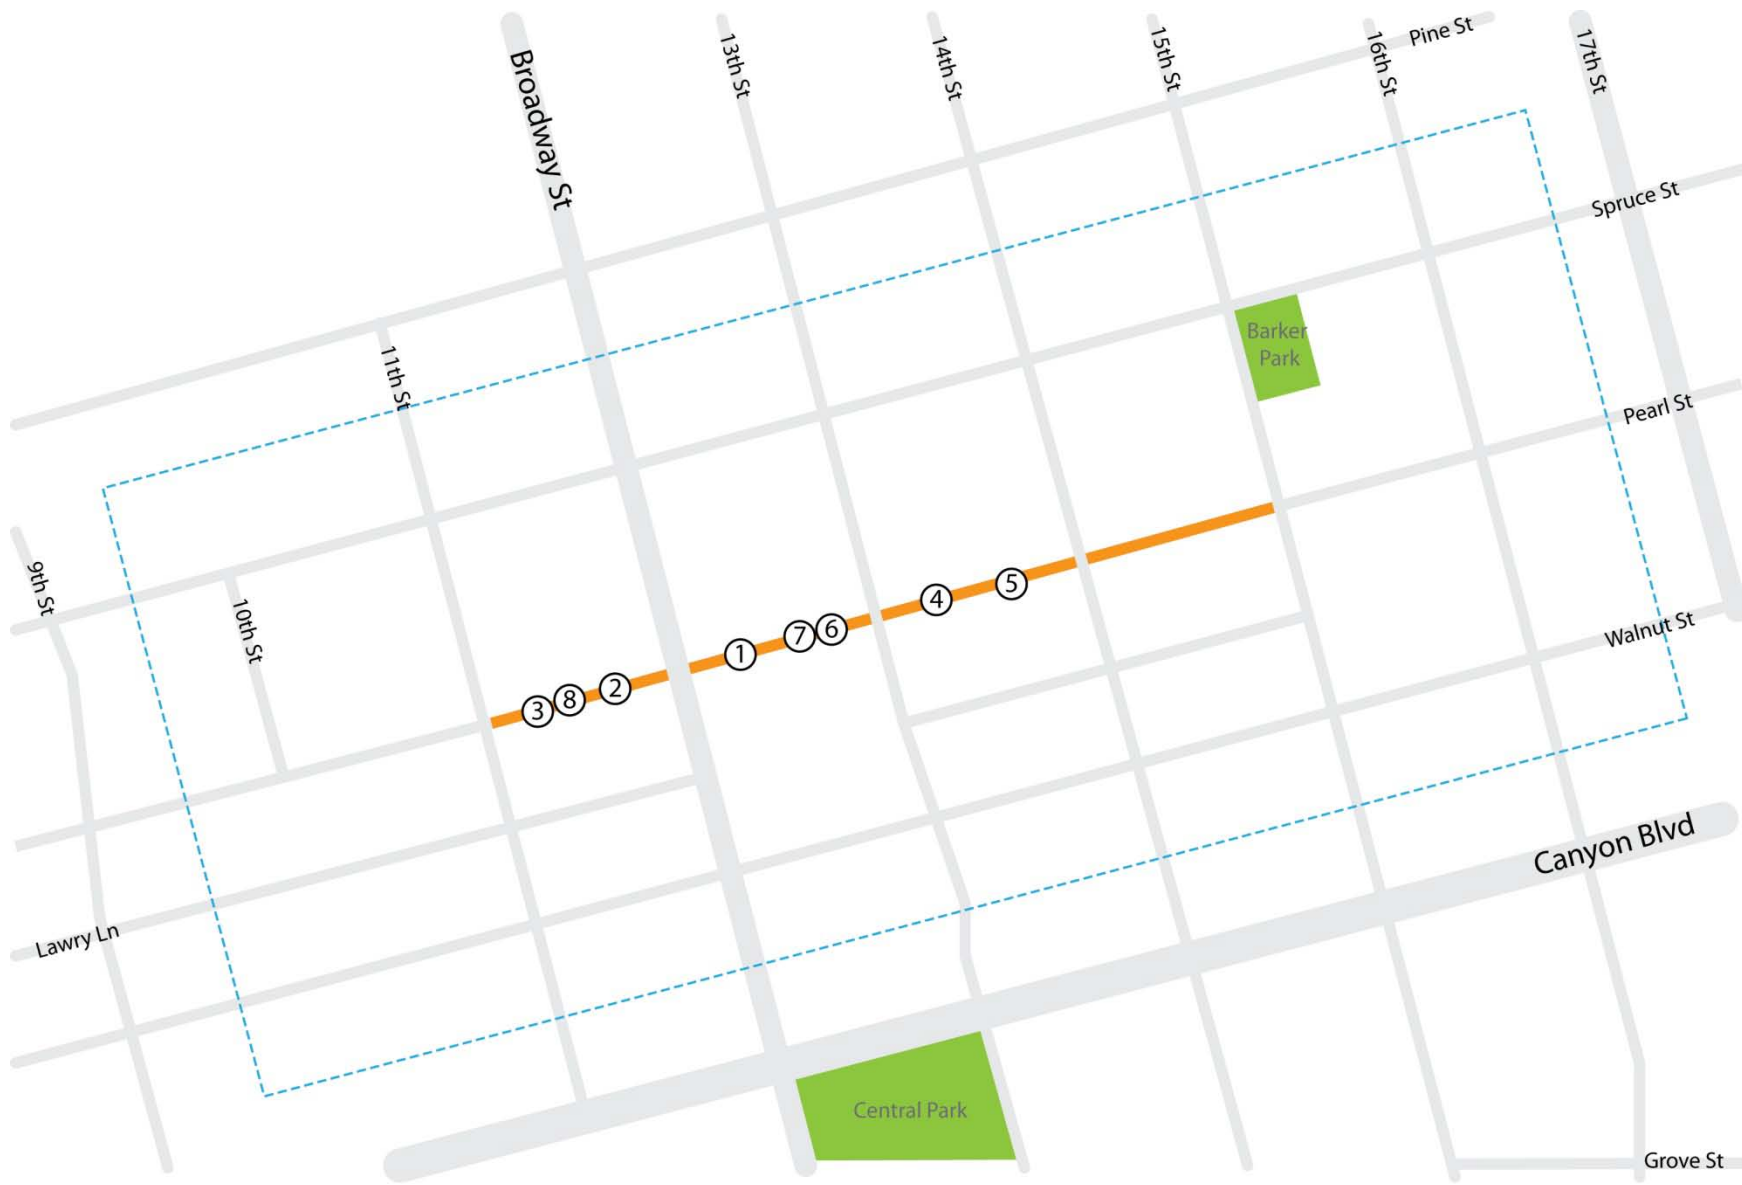 Pine St
13th St
14th St
15th St
16th St
17th St
Broadway St
Spruce St
Barker
Park
11th St
Pearl St
9th St
10th St
5
4
6
7
1
2
8
3
Walnut St
Canyon Blvd
Lawry Ln
Central Park
Grove St